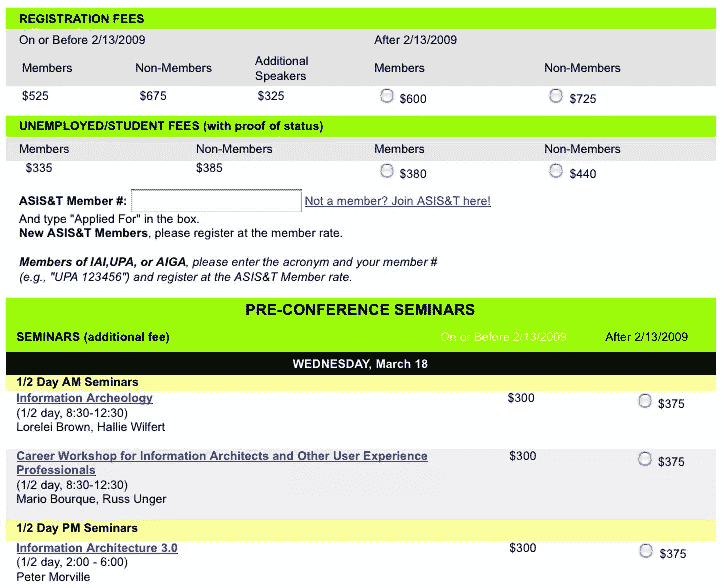 REGISTRATION FEES
On or Before 2/13/2009 After 2/13/2009
Members Non-Members Additional Speakers Members Non-Members
$525 $675 $325 $600 $725
UNEMPLOYED/STUDENT FEES (with proof of status)
Members Non-Members Members Non-Members
$335 $385 $380 $440
ASIS&T Member #: Not a member? Join ASIS&T here!
And type "Applied For" in the box.
New ASIS&T Members, please register at the member rate.
Members of IAI,UPA, or AIGA, please enter the acronym and your member #
(e.g., "UPA 123456") and register at the ASIS&T Member rate.
PRE-CONFERENCE SEMINARS
SEMINARS (additional fee) On or Before 2/13/2009 After 2/13/2009
WEDNESDAY, March 18
1/2 Day AM Seminars
Information Archeology $300 $375
(1/2 day, 8:30-12:30)
Lorelei Brown, Hallie Wilfert
Career Workshop for Information Architects and Other User Experience $300 $375
Professionals
(1/2 day, 8:30-12:30)
Mario Bourque, Russ Unger
1/2 Day PM Seminars
Information Architecture 3.0 $300 $375
(1/2 day, 2:00 - 6:00)
Peter Morville